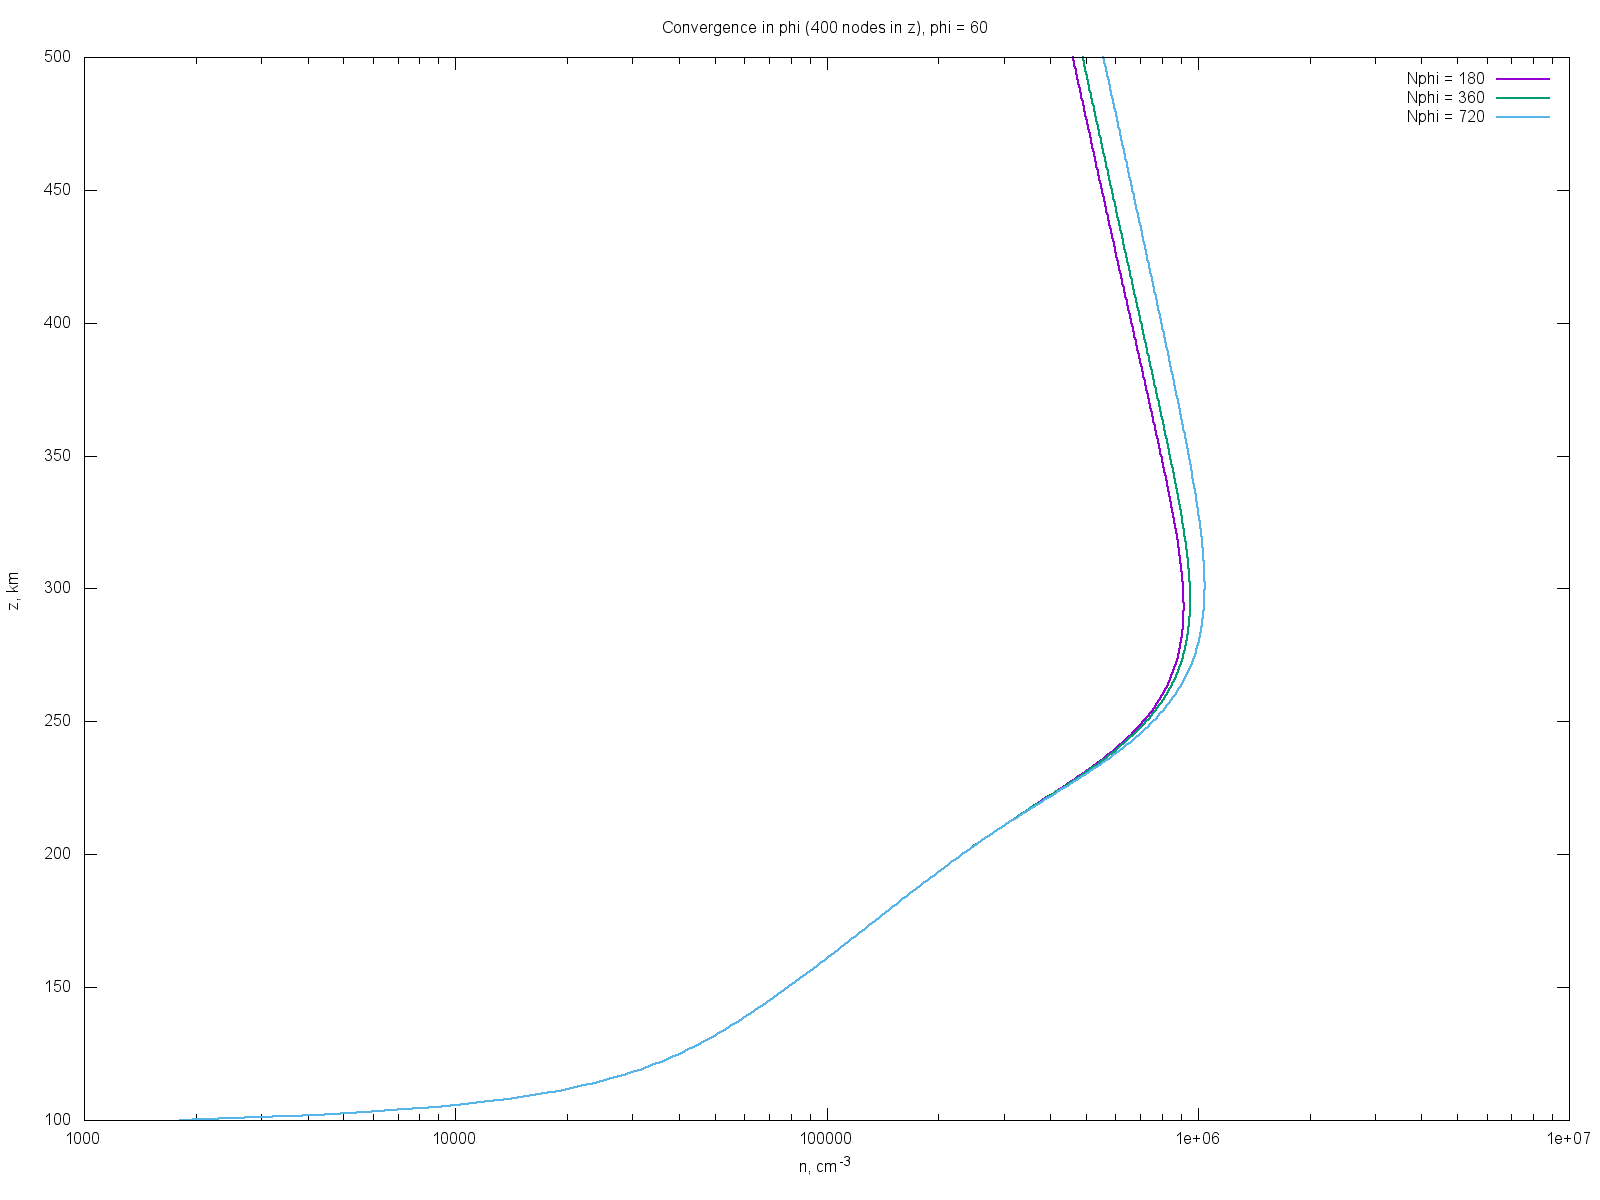 Convergence in phi (400 nodes in z), phi = 60
500
450
400
350
300
250
200
150
100
z, km
Nphi = 180
Nphi = 360
Nphi = 720
1000
10000
100000
1e+06
1e+07
n, cm-3